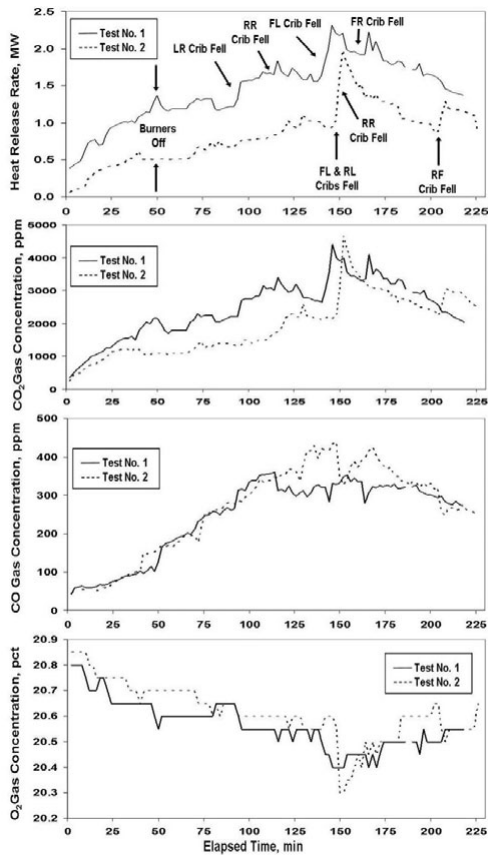 Heat Release Rate, MW
2.5
2.0
1.5
1.0
0.5
0.0
Test No. 1
Test No. 2
LR Crib Fell
RR
Crib Fell
FL Crib Fell
FR Crib Fell
Burners
Off
FL & RL
Cribs Fell
RR
Crib Fell
RF
Crib Fell
0 25 50 75 100 125 150 175 200 225
CO2Gas Concentration, ppm
6000
5000
4000
3000
2000
1000
0
Test No. 1
Test No. 2
0 25 50 75 100 125 150 175 200 225
CO Gas Concentration, ppm
500
400
300
200
100
0
Test No. 1
Test No. 2
0 25 50 75 100 125 150 175 200 225
O2Gas Concentration, pct
20.9
20.8
20.7
20.6
20.5
20.4
20.3
20.2
Test No. 1
Test No. 2
0 25 50 75 100 125 150 175 200 225
Elapsed Time, min